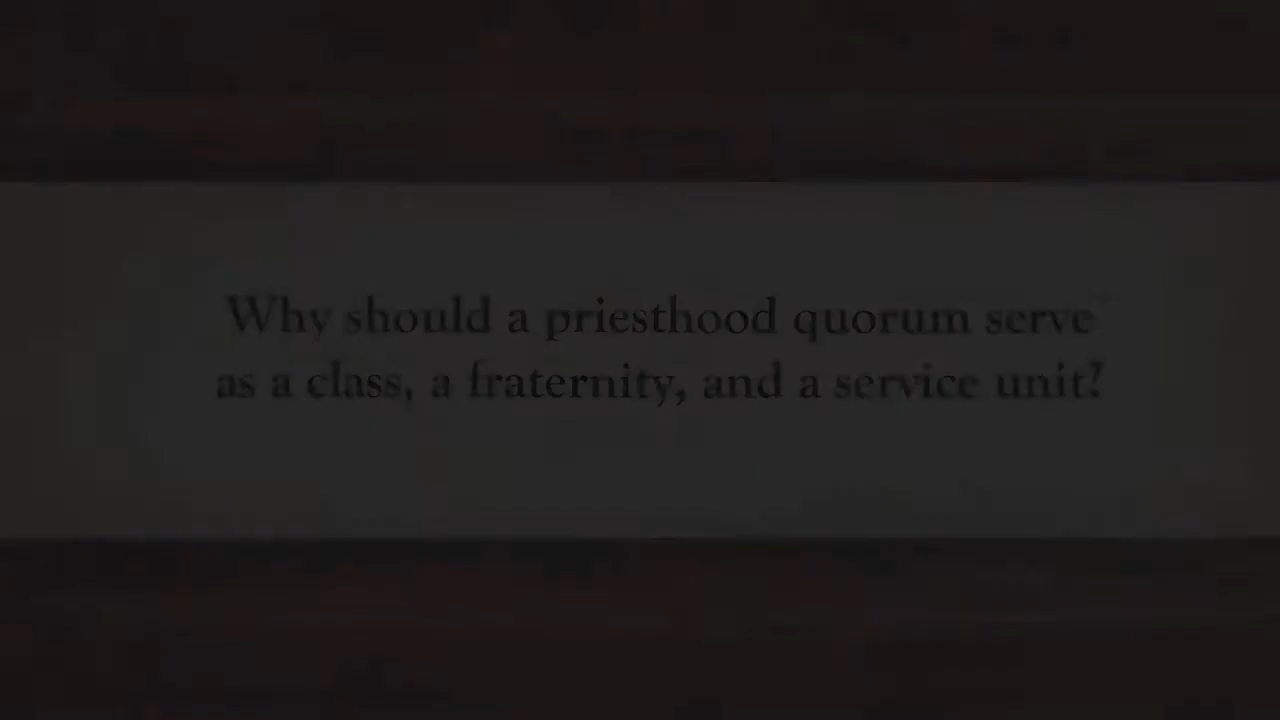 Why should a priesthood quorum serve
as a class, a fraternity, and a service unit?